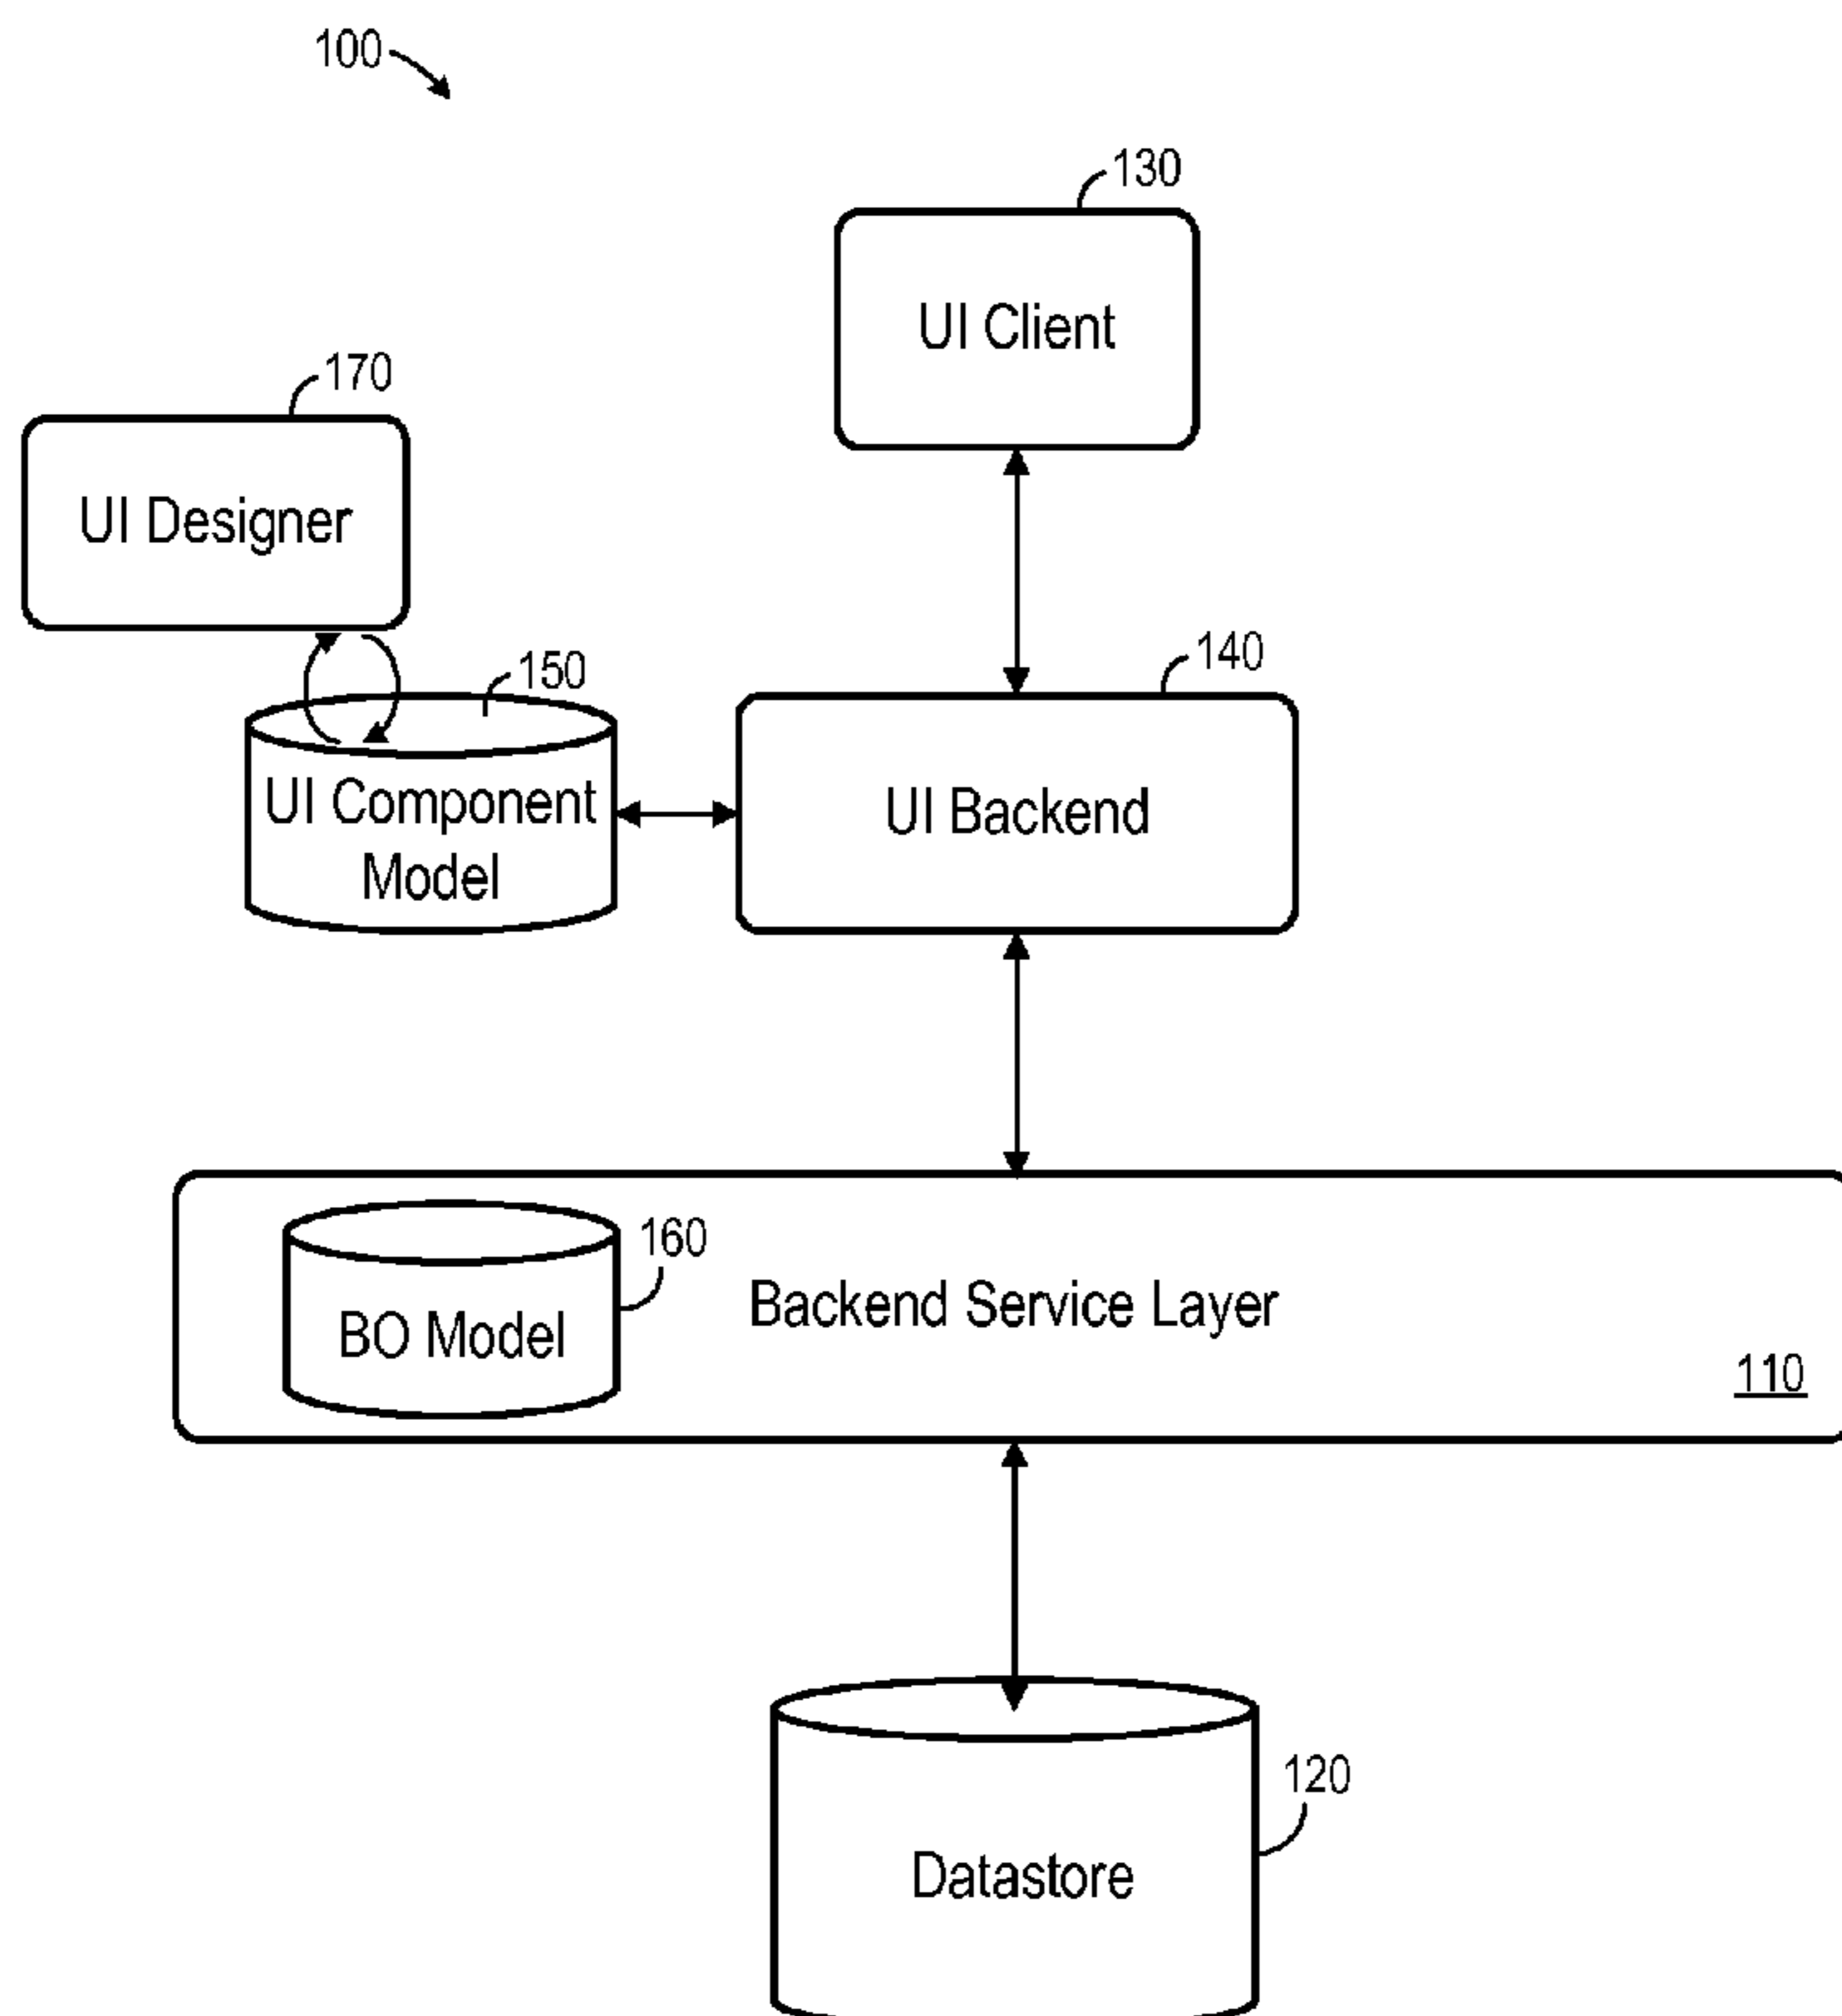 100
130
UI Client
170
UI Designer
150
140
UI Component
Model
UI Backend
160
BO Model
Backend Service Layer
110
120
Datastore